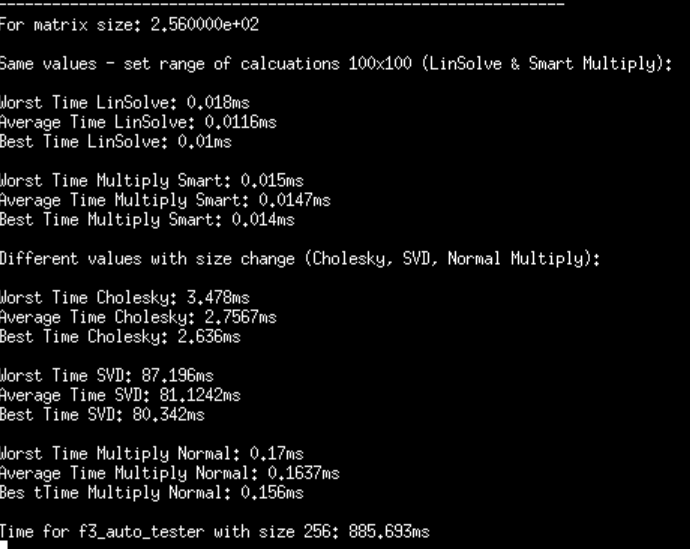 ------------------------------------------------------------------
For matrix size: 2.560000e+02
Same values - set range of calcuations 100x100 (LinSolve & Smart Multiply):
Worst Time LinSolve: 0.018ms
Average Time LinSolve: 0.0116ms
Best Time LinSolve: 0.01ms
Worst Time Multiply Smart: 0.015ms
Average Time Multiply Smart: 0.0147ms
Best Time Multiply Smart: 0.014ms
Different values with size change (Cholesky, SVD, Normal Multiply):
Worst Time Cholesky: 3.478ms
Average Time Cholesky: 2.7567ms
Best Time Cholesky: 2.636ms
Worst Time SVD: 87.196ms
Average Time SVD: 81.1242ms
Best Time SVD: 80.342ms
Worst Time Multiply Normal: 0.17ms
Average Time Multiply Normal: 0.1637ms
Bes tTime Multiply Normal: 0.156ms
Time for f3_auto_tester with size 256: 885.693ms